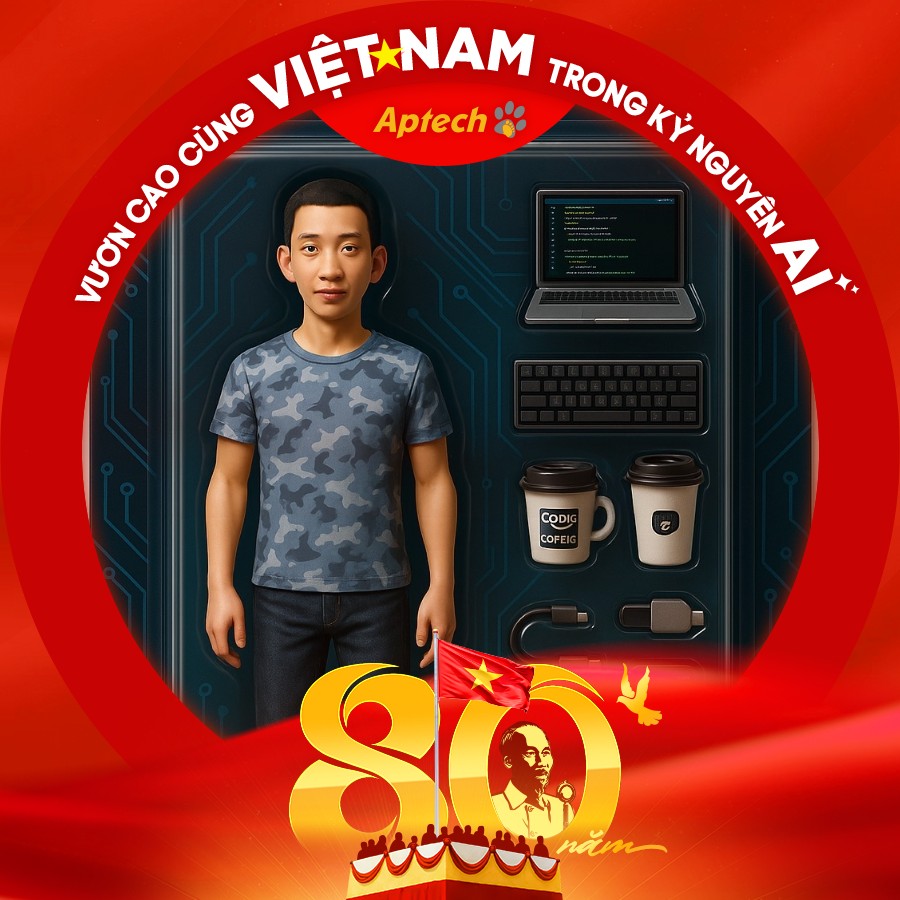 VƯƠN CAO CÙNG VIỆT NAM TRONG KỶ NGUYÊN AI
Aptech
CODIG
COFEIG
80
năm